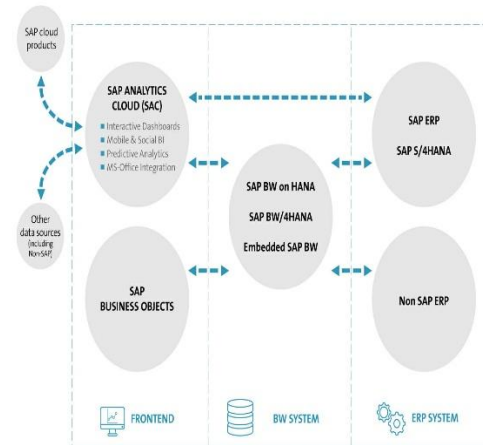 SAP cloud
products
SAP ANALYTICS
CLOUD (SAC)
Interactive Dashboards
Mobile & Social BI
Predictive Analytics
MS-Office Integration
SAP ERP
SAP S/4HANA
SAP BW on HANA
SAP BW/4HANA
Embedded SAP BW
Other
data sources
(including
Non-SAP)
SAP
BUSINESS OBJECTS
Non SAP ERP
FRONTEND
BW SYSTEM
ERP SYSTEM